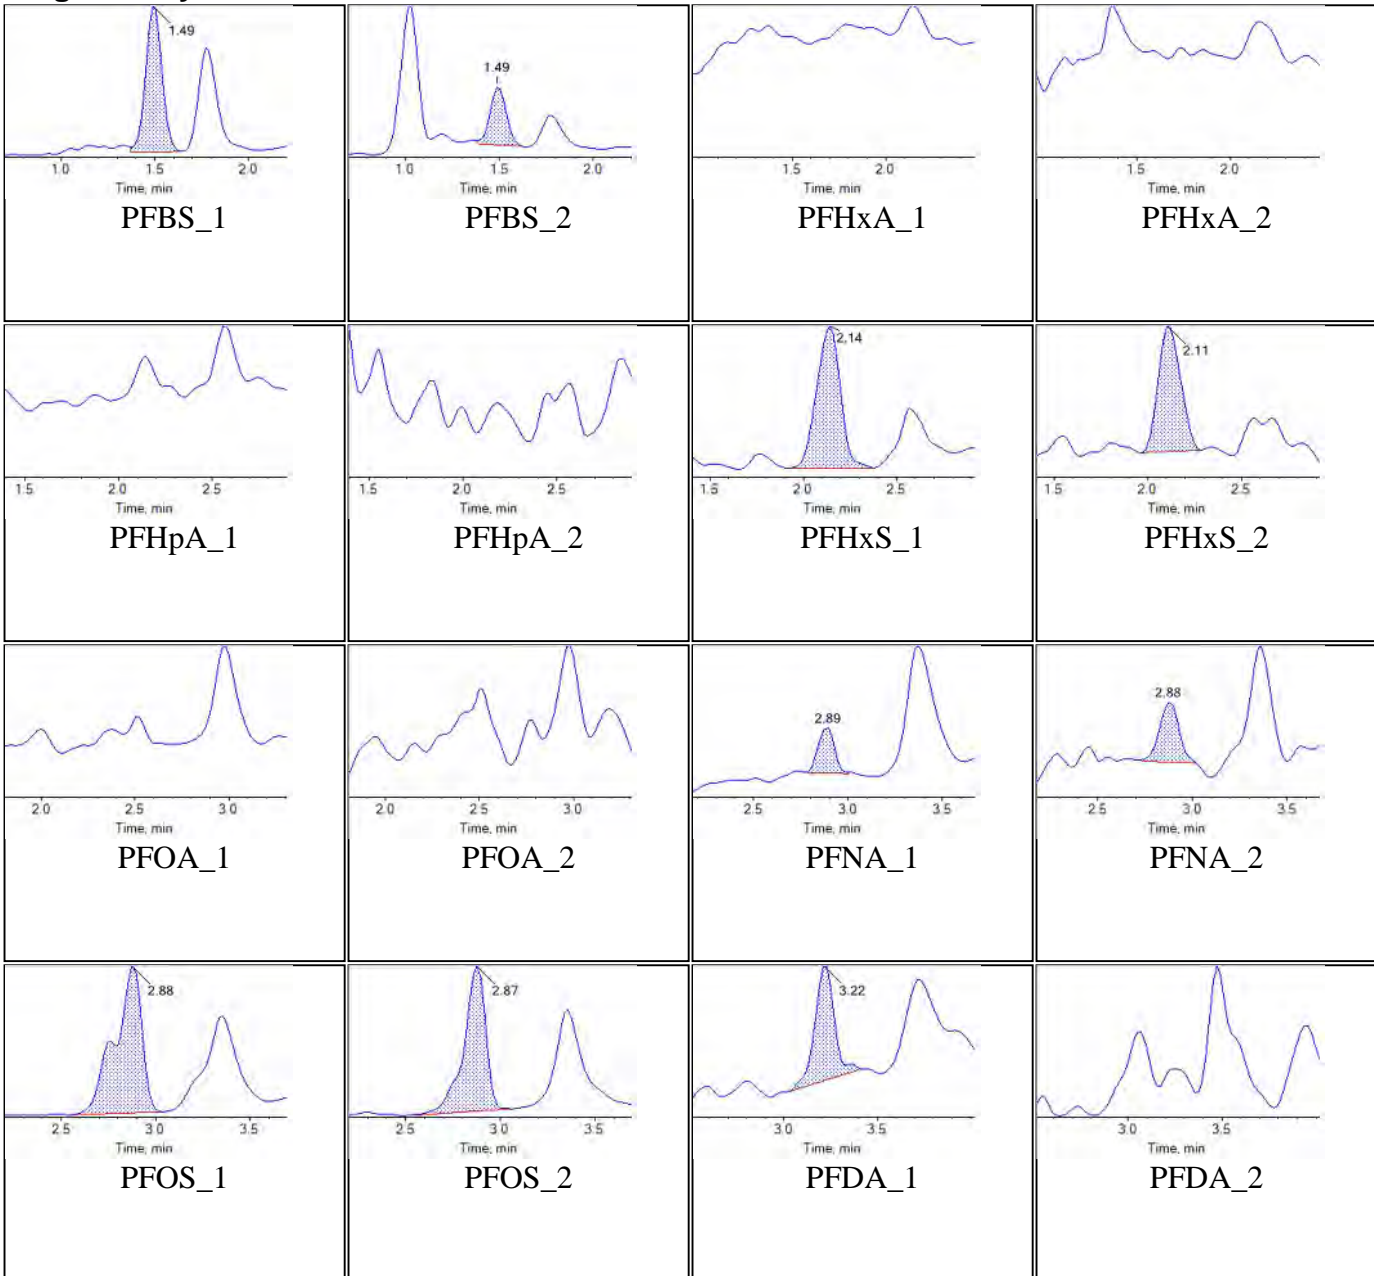 1.49
1.0 1.5 2.0
Time, min
PFBS_1
1.49
1.0 1.5 2.0
Time, min
PFBS_2
1.5 2.0
Time, min
PFHxA_1
1.5 2.0
Time, min
PFHxA_2
1.5 2.0 2.5
Time, min
PFHpA_1
1.5 2.0 2.5
Time, min
PFHpA_2
2.14
1.5 2.0 2.5
Time, min
PFHxS_1
2.11
1.5 2.0 2.5
Time, min
PFHxS_2
2.0 2.5 3.0
Time, min
PFOA_1
2.0 2.5 3.0
Time, min
PFOA_2
2.89
2.5 3.0 3.5
Time, min
PFNA_1
2.88
2.5 3.0 3.5
Time, min
PFNA_2
2.88
2.5 3.0 3.5
Time, min
PFOS_1
2.87
2.5 3.0 3.5
Time, min
PFOS_2
3.22
3.0 3.5
Time, min
PFDA_1
3.0 3.5
Time, min
PFDA_2